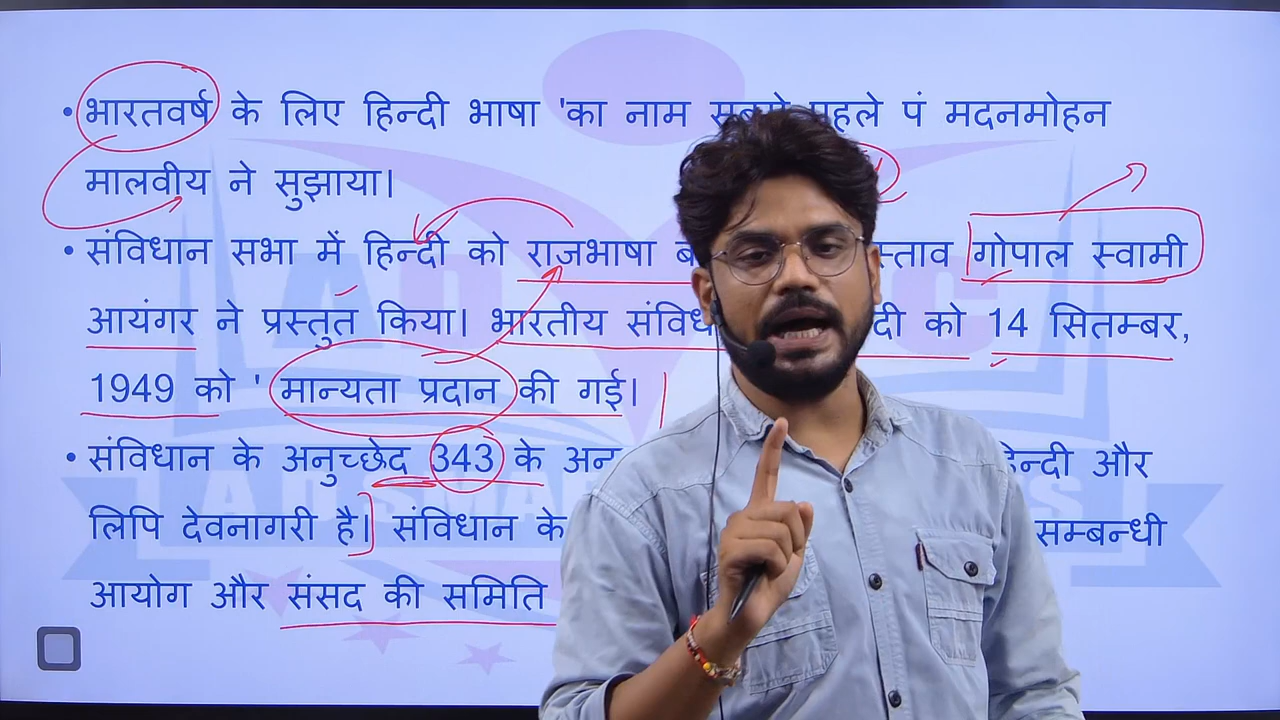 • भारतवर्ष के लिए हिन्दी भाषा 'का नाम सबसे पहले पं मदनमोहन
मालवीय ने सुझाया।
• संविधान सभा में हिन्दी को राजभाषा गोपाल स्वामी
आयंगर ने प्रस्तुत किया। भारतीय को 14 सितम्बर,
1949 को ' मान्यता प्रदान की गई।
• संविधान के अनुच्छेद 343 के हिन्दी और
लिपि देवनागरी है। संविधान के सम्बन्धी
आयोग और संसद की समिति